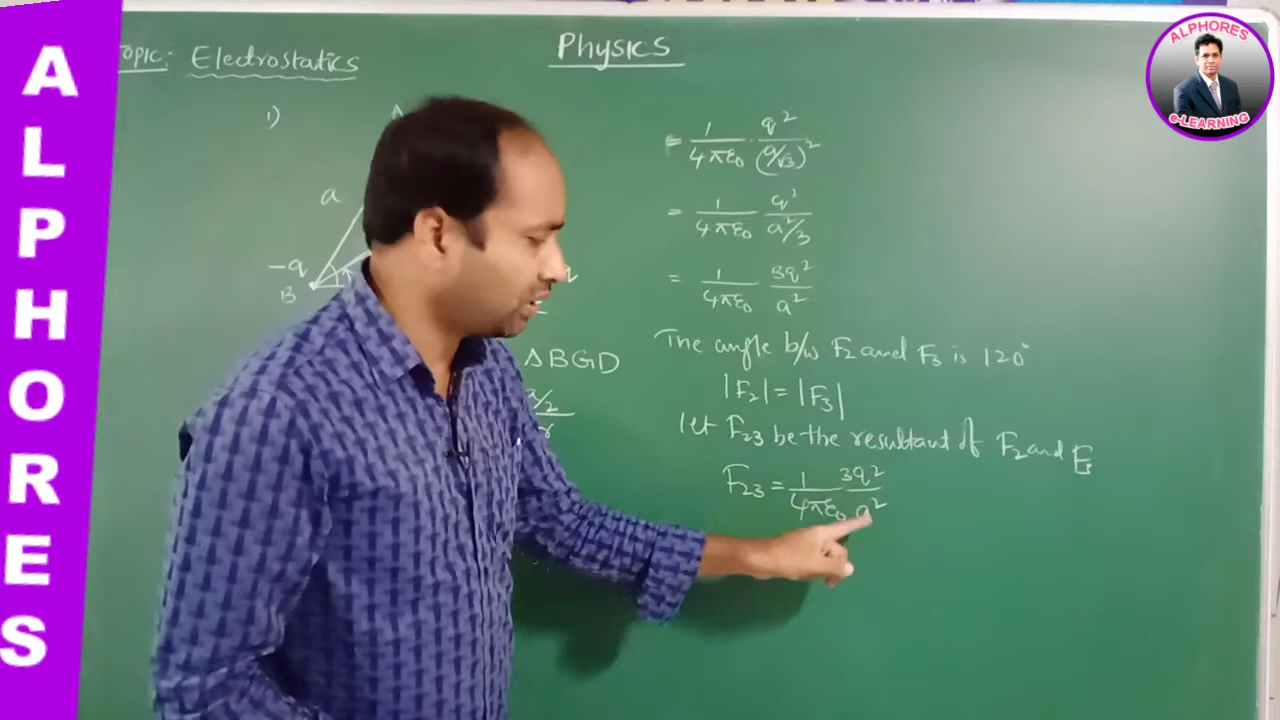 ALPHORES
TOPIC: Electrostatics
Physics
ALPHORES
e-LEARNING
1)
A
a
-q
B
= 1/4πε₀ · q²/(a/√3)²
= 1/4πε₀ q²/a²/3
= 1/4πε₀ 3q²/a²
The angle b/w F₂ and F₃ is 120°
ΔBGD
a/2
r
|F₂| = |F₃|
let F₂₃ be the resultant of F₂ and F
F₂₃ = 1/4πε₀ 3q²/a²